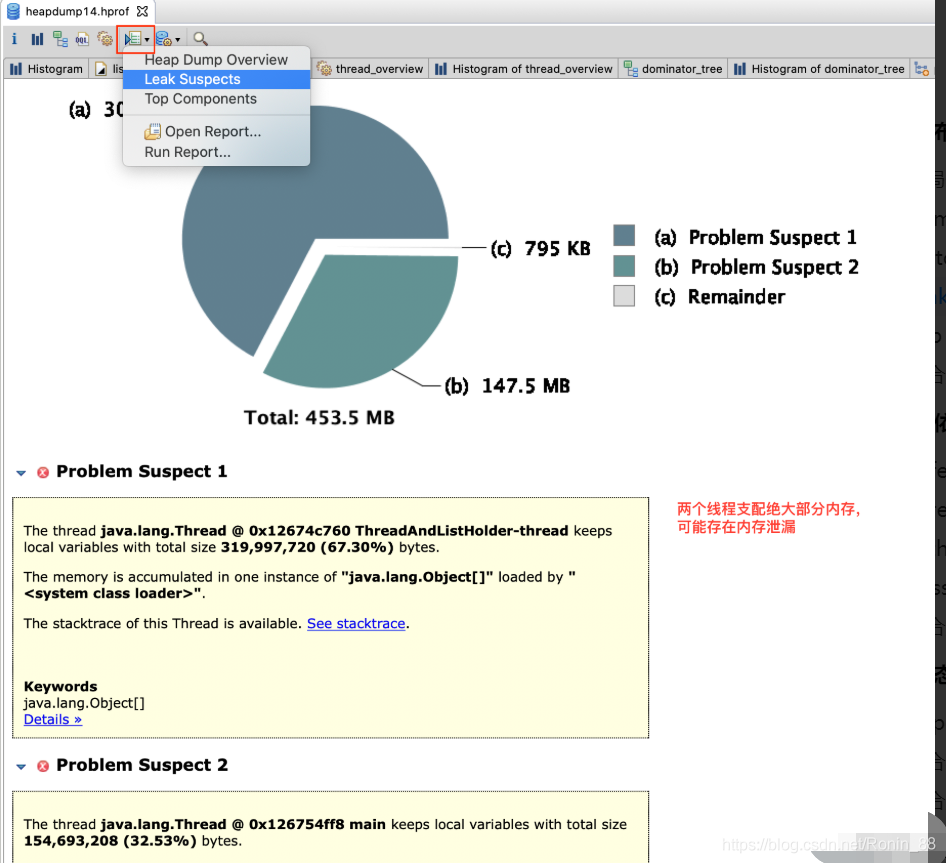 heapdump14.hprof
i
OQL
Histogram
lis
thread_overview
Histogram of thread_overview
dominator_tree
Histogram of dominator_tree
Heap Dump Overview
Leak Suspects
Top Components
Open Report...
Run Report...
(a) 30
(c) 795 KB
(b) 147.5 MB
Total: 453.5 MB
(a) Problem Suspect 1
(b) Problem Suspect 2
(c) Remainder
Problem Suspect 1
The thread java.lang.Thread @ 0x12674c760 ThreadAndListHolder-thread keeps
local variables with total size 319,997,720 (67.30%) bytes.
The memory is accumulated in one instance of "java.lang.Object[]" loaded by "
<system class loader>".
The stacktrace of this Thread is available. See stacktrace.
Keywords
java.lang.Object[]
Details »
两个线程支配绝大部分内存，
可能存在内存泄漏
Problem Suspect 2
The thread java.lang.Thread @ 0x126754ff8 main keeps local variables with total size
154,693,208 (32.53%) bytes.
https://blog.csdn.net/Ronin_88